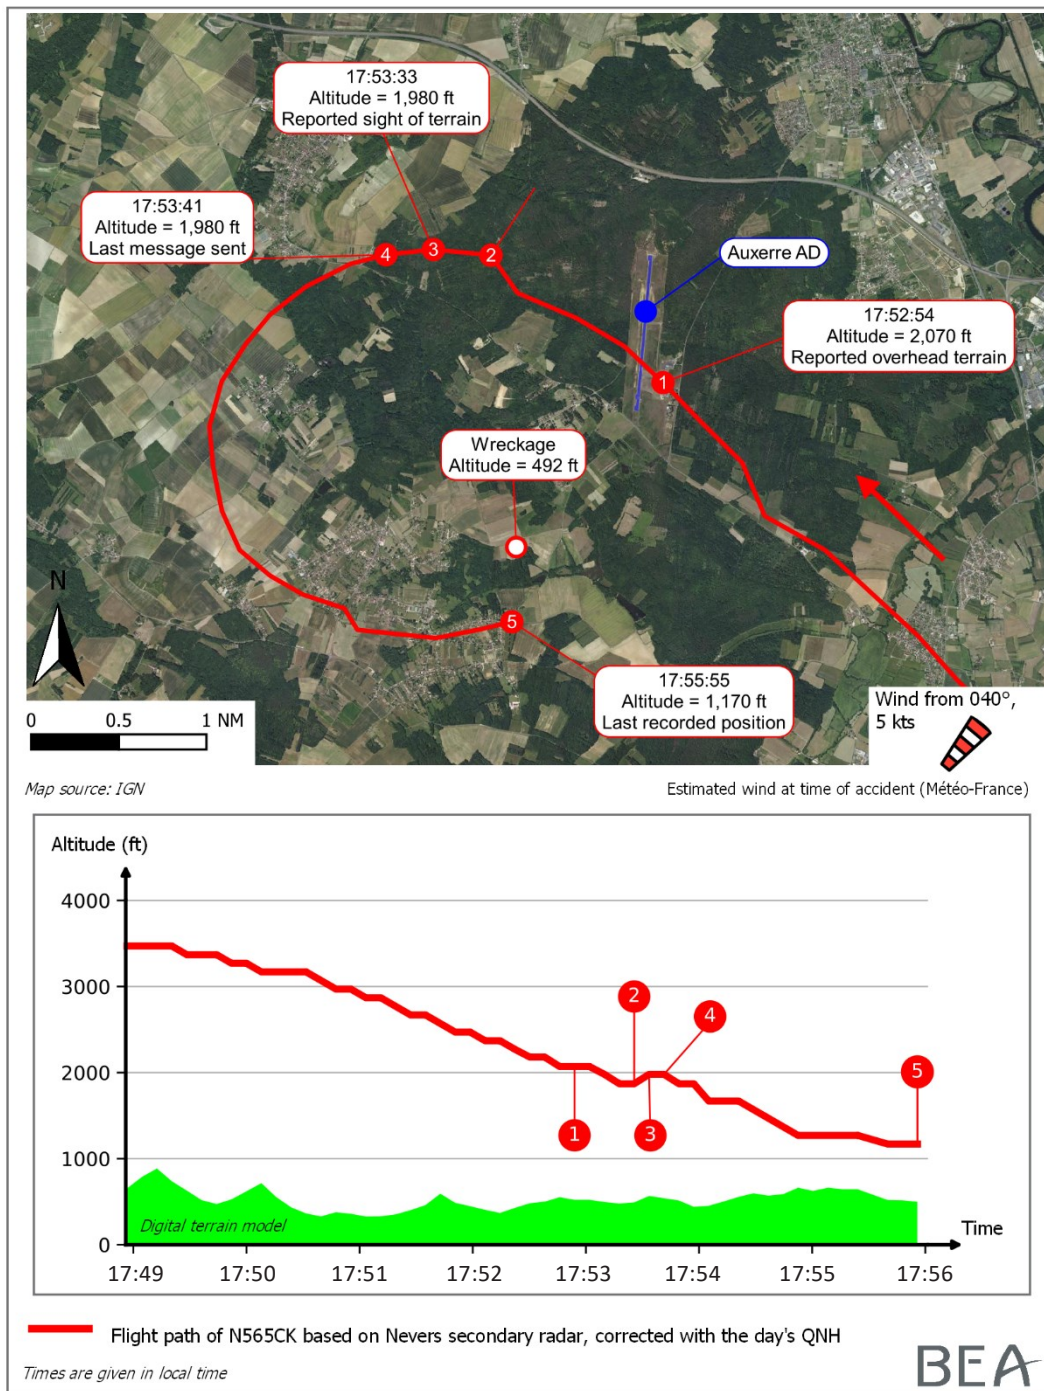 17:53:33
Altitude = 1,980 ft
Reported sight of terrain
17:53:41
Altitude = 1,980 ft
Last message sent
4
3
2
Auxerre AD
17:52:54
Altitude = 2,070 ft
Reported overhead terrain
1
Wreckage
Altitude = 492 ft
N
5
17:55:55
Altitude = 1,170 ft
Last recorded position
0 0.5 1 NM
Wind from 040°,
5 kts
Map source: IGN
Estimated wind at time of accident (Météo-France)
Altitude (ft)
4000
3000
2000
1000
0
2
4
5
1
3
Digital terrain model
Time
17:49 17:50 17:51 17:52 17:53 17:54 17:55 17:56
Flight path of N565CK based on Nevers secondary radar, corrected with the day's QNH
Times are given in local time
BEA